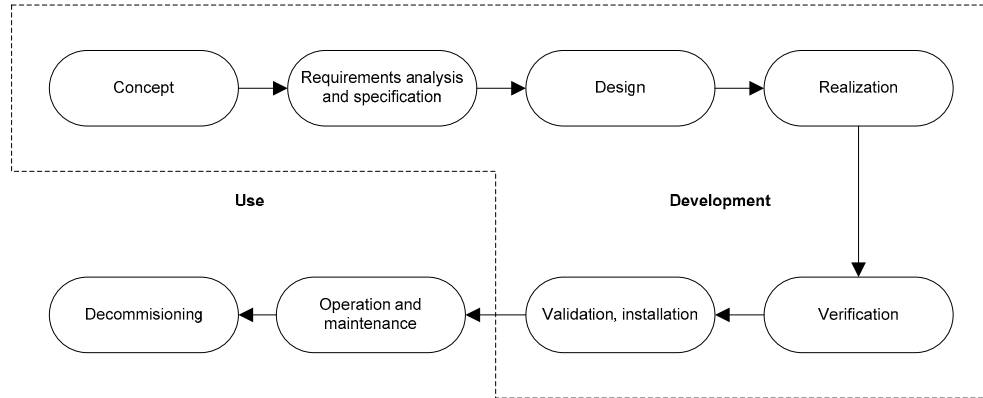 Concept
Requirements analysis
and specification
Design
Realization
Use
Development
Decommisioning
Operation and
maintenance
Validation, installation
Verification